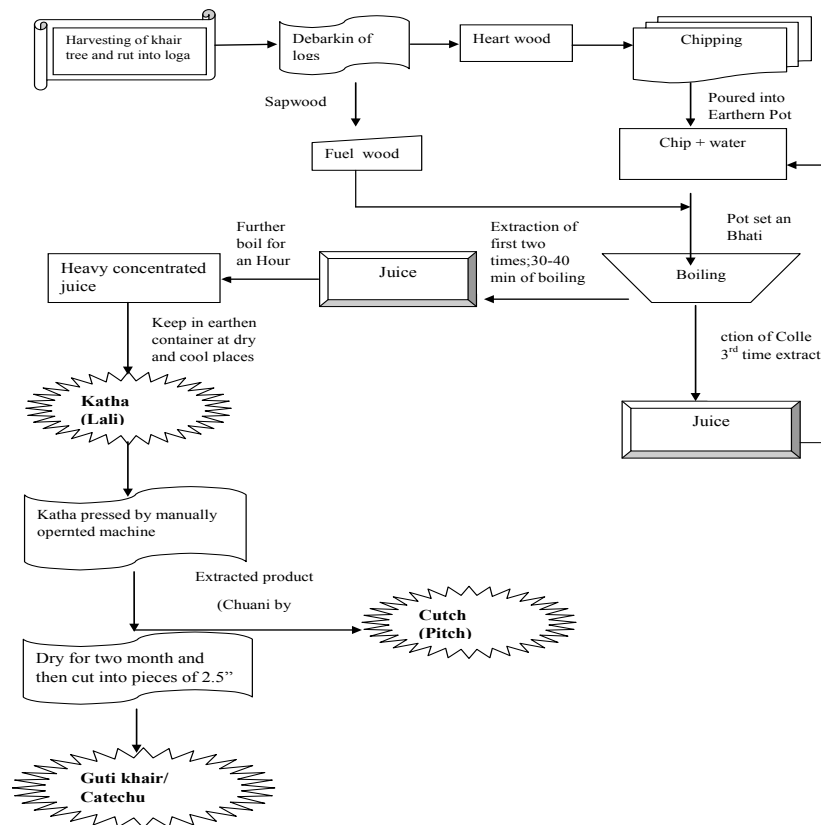 Harvesting of khair
tree and rut into loga
Debarkin of
logs
Heart wood
Chipping
Sapwood
Poured into
Earthern Pot
Fuel wood
Chip + water
Further
boil for
an Hour
Extraction of
first two
times;30-40
min of boiling
Pot set an
Bhati
Heavy concentrated
juice
Juice
Boiling
Keep in earthen
container at dry
and cool places
ction of Colle
3rd time extract
Katha
(Lali)
Juice
Katha pressed by manually
opernted machine
Extracted product
(Chuani by
Cutch
(Pitch)
Dry for two month and
then cut into pieces of 2.5”
Guti khair/
Catechu